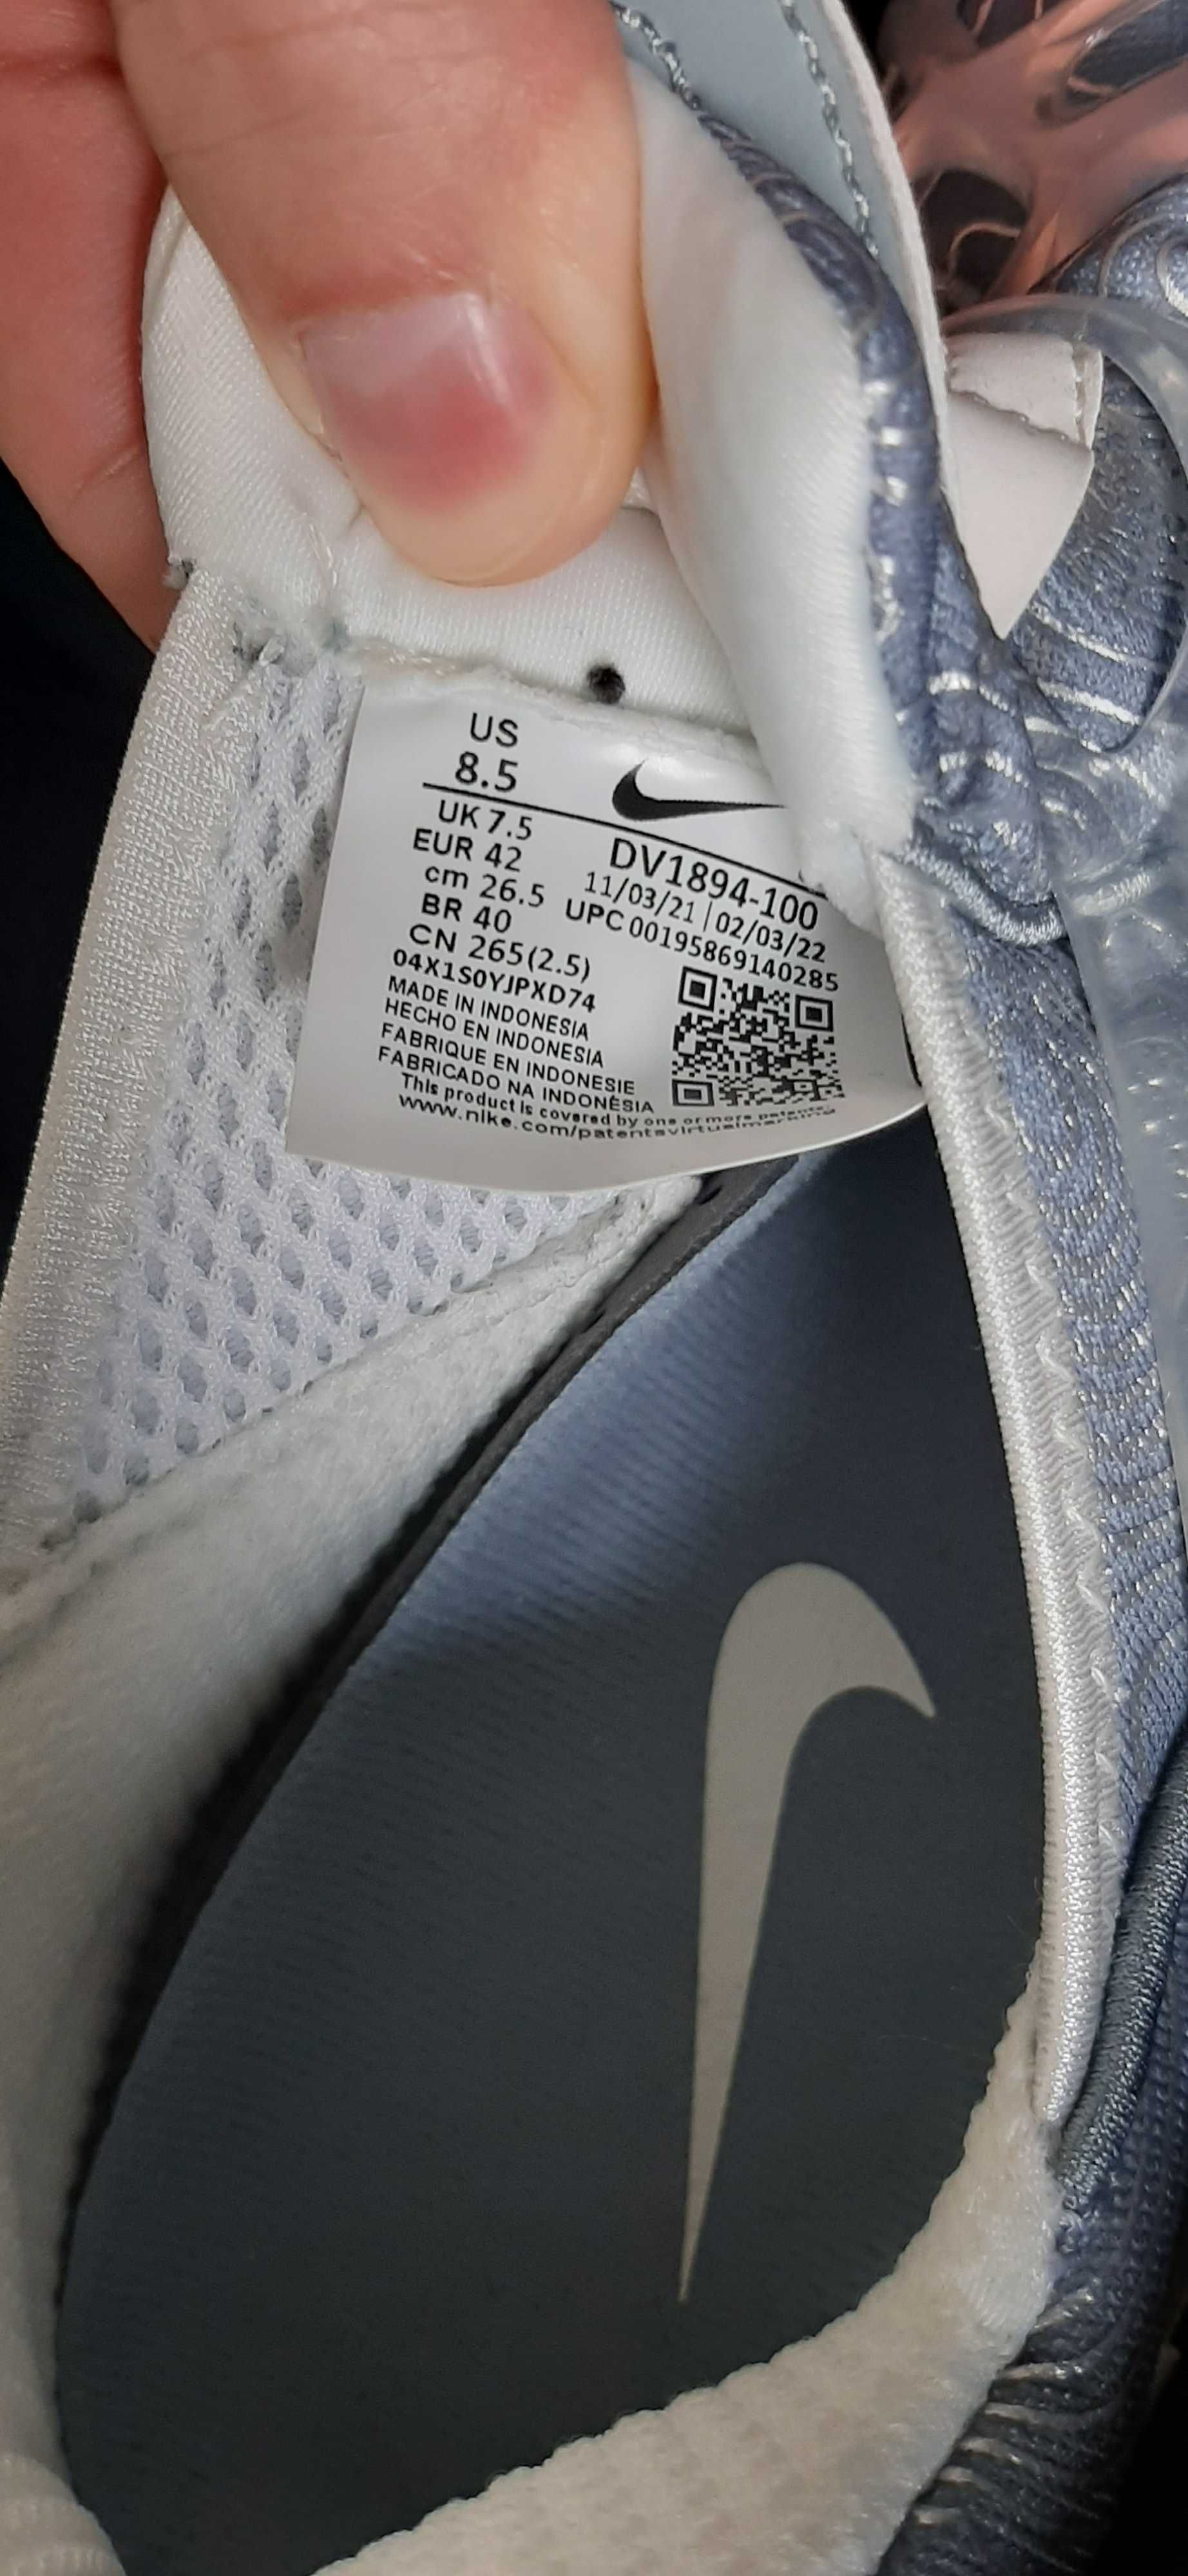 US
8.5
UK 7.5
EUR 42
cm 26.5
BR 40
CN 265(2.5)
04X1S0YJPXD74
MADE IN INDONESIA
HECHO EN INDONESIA
FABRIQUE EN INDONESIE
FABRICADO NA INDONÉSIA
This product is covered by one or more patents.
www.nike.com/patentsvirtualmarking
DV1894-100
11/03/21 | 02/03/22
UPC 00195869140285